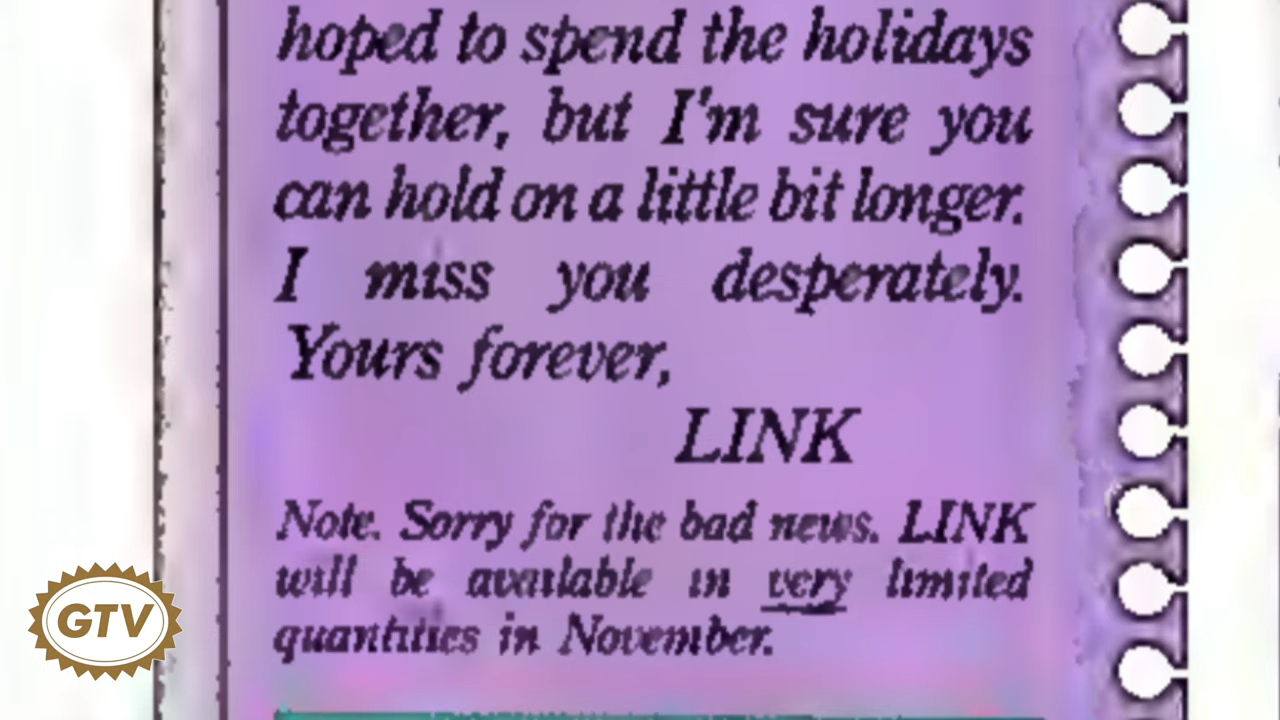 hoped to spend the holidays
together, but I'm sure you
can hold on a little bit longer.
I miss you desperately.
Yours forever,
LINK
Note. Sorry for the bad news. LINK
will be available in very limited
quantities in November.
GTV